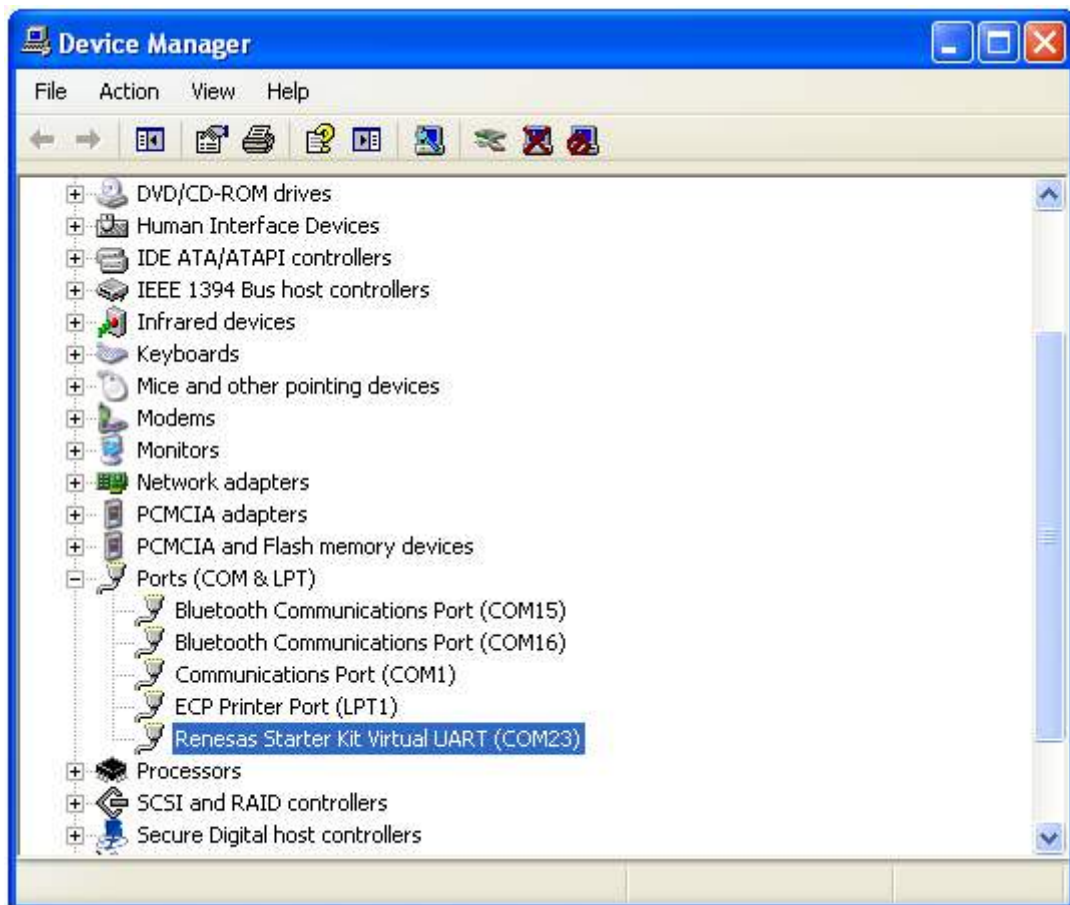 Device Manager
File Action View Help
DVD/CD-ROM drives
Human Interface Devices
IDE ATA/ATAPI controllers
IEEE 1394 Bus host controllers
Infrared devices
Keyboards
Mice and other pointing devices
Modems
Monitors
Network adapters
PCMCIA adapters
PCMCIA and Flash memory devices
Ports (COM & LPT)
Bluetooth Communications Port (COM15)
Bluetooth Communications Port (COM16)
Communications Port (COM1)
ECP Printer Port (LPT1)
Renesas Starter Kit Virtual UART (COM23)
Processors
SCSI and RAID controllers
Secure Digital host controllers